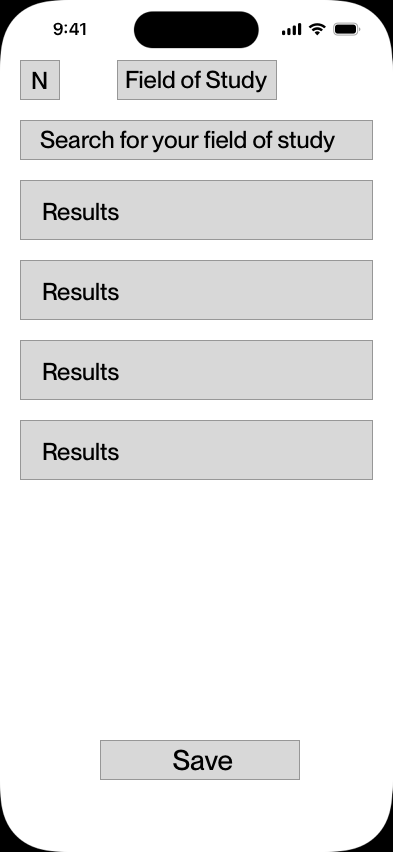 9:41
N
Field of Study
Search for your field of study
Results
Results
Results
Results
Save